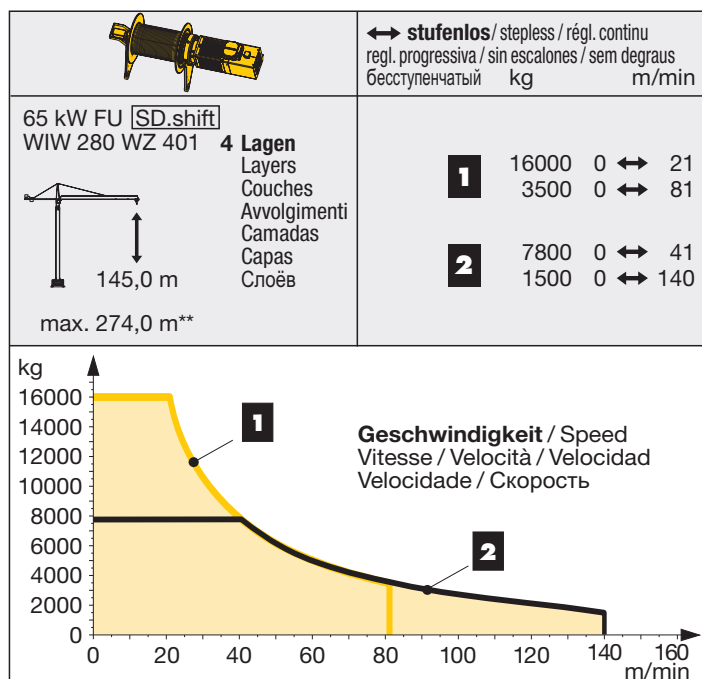 stufenlos / stepless / régl. continu
regl. progressiva / sin escalones / sem degraus
бесступенчатый kg m/min
65 kW FU SD.shift
WIW 280 WZ 401 4 Lagen
Layers
Couches
Avvolgimenti
Camadas
Capas
Слоёв
145,0 m
max. 274,0 m**
1 16000 0 ↔ 21
3500 0 ↔ 81
2 7800 0 ↔ 41
1500 0 ↔ 140
kg
16000
14000
12000
10000
8000
6000
4000
2000
0
1
2
Geschwindigkeit / Speed
Vitesse / Velocità / Velocidad
Velocidade / Скорость
0 20 40 60 80 100 120 140 160
m/min